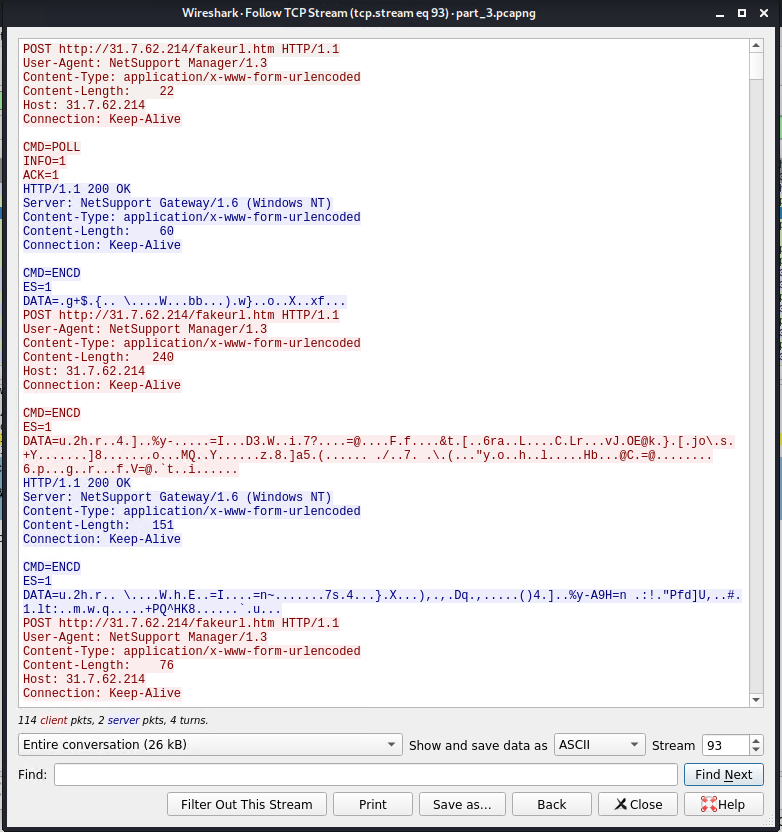 Wireshark · Follow TCP Stream (tcp.stream eq 93) · part_3.pcapng
POST http://31.7.62.214/fakeurl.htm HTTP/1.1
User-Agent: NetSupport Manager/1.3
Content-Type: application/x-www-form-urlencoded
Content-Length:    22
Host: 31.7.62.214
Connection: Keep-Alive
CMD=POLL
INFO=1
ACK=1
HTTP/1.1 200 OK
Server: NetSupport Gateway/1.6 (Windows NT)
Content-Type: application/x-www-form-urlencoded
Content-Length:    60
Connection: Keep-Alive
CMD=ENCD
ES=1
DATA=.g+$.{.. \....W...bb...).w}..o..X..xf...
POST http://31.7.62.214/fakeurl.htm HTTP/1.1
User-Agent: NetSupport Manager/1.3
Content-Type: application/x-www-form-urlencoded
Content-Length:   240
Host: 31.7.62.214
Connection: Keep-Alive
CMD=ENCD
ES=1
DATA=u.2h.r..4.]..%y-.....=I...D3.W..i.7?....=@....F.f....&t.[..6ra..L....C.Lr...vJ.OE@k.}.[.jo\.s.
+Y.......]8.......o...MQ..Y......z.8.]a5.(...... ./..7. .\.(..."y.o..h..l.....Hb...@C.=@........
6.p...g..r...f.V=@.`t..i......
HTTP/1.1 200 OK
Server: NetSupport Gateway/1.6 (Windows NT)
Content-Type: application/x-www-form-urlencoded
Content-Length:   151
Connection: Keep-Alive
CMD=ENCD
ES=1
DATA=u.2h.r.. \....W.h.E..=I....=n~.......7s.4...}.X...),.,.Dq.,.....()4.]..%y-A9H=n .:!."Pfd]U,..#.
1.lt:..m.w.q.....+PQ^HK8......`.u...
POST http://31.7.62.214/fakeurl.htm HTTP/1.1
User-Agent: NetSupport Manager/1.3
Content-Type: application/x-www-form-urlencoded
Content-Length:    76
Host: 31.7.62.214
Connection: Keep-Alive
114 client pkts, 2 server pkts, 4 turns.
Entire conversation (26 kB) Show and save data as ASCII Stream 93
Find: Find Next
Filter Out This Stream Print Save as... Back Close Help